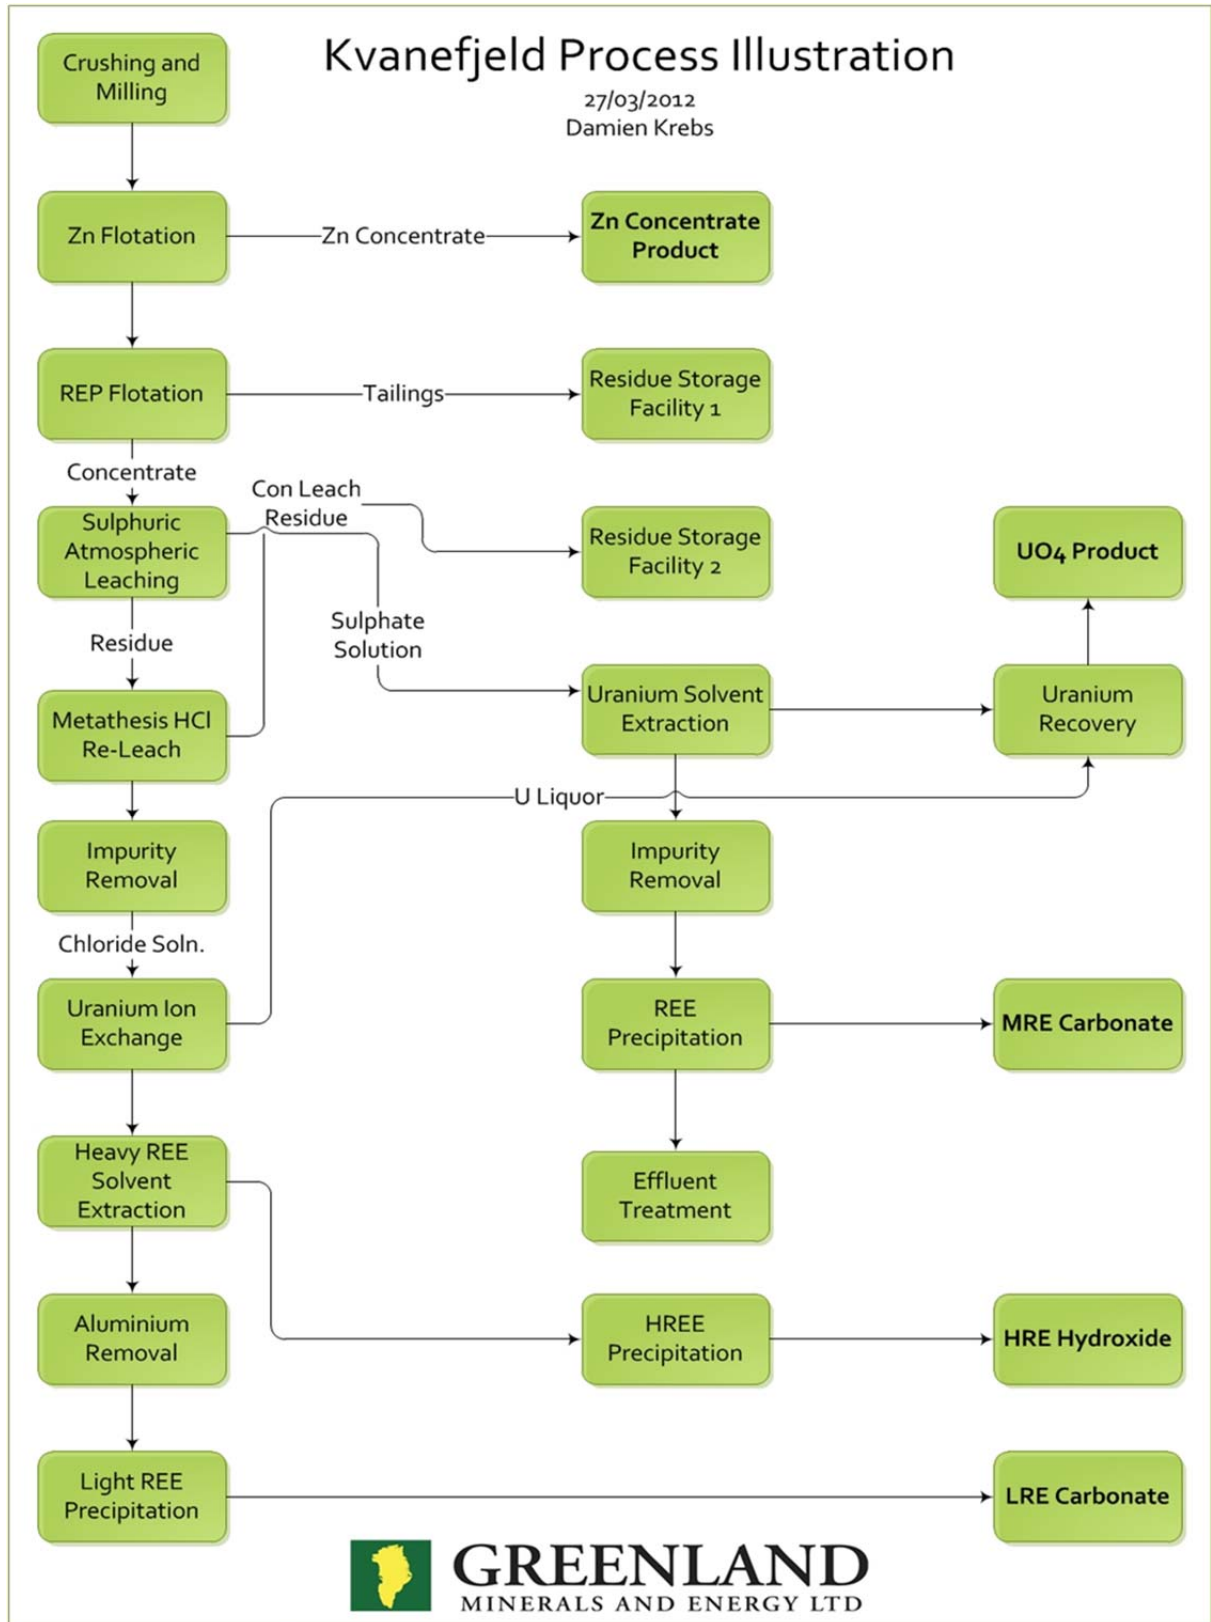 Kvanefjeld Process Illustration
27/03/2012
Damien Krebs
Crushing and
Milling
Zn Flotation
Zn Concentrate
Zn Concentrate
Product
REP Flotation
Tailings
Residue Storage
Facility 1
Concentrate
Con Leach
Residue
Sulphuric
Atmospheric
Leaching
Residue Storage
Facility 2
UO4 Product
Residue
Sulphate
Solution
Metathesis HCl
Re-Leach
Uranium Solvent
Extraction
Uranium
Recovery
U Liquor
Impurity
Removal
Impurity
Removal
Chloride Soln.
Uranium Ion
Exchange
REE
Precipitation
MRE Carbonate
Heavy REE
Solvent
Extraction
Effluent
Treatment
Aluminium
Removal
HREE
Precipitation
HRE Hydroxide
Light REE
Precipitation
LRE Carbonate
GREENLAND
MINERALS AND ENERGY LTD